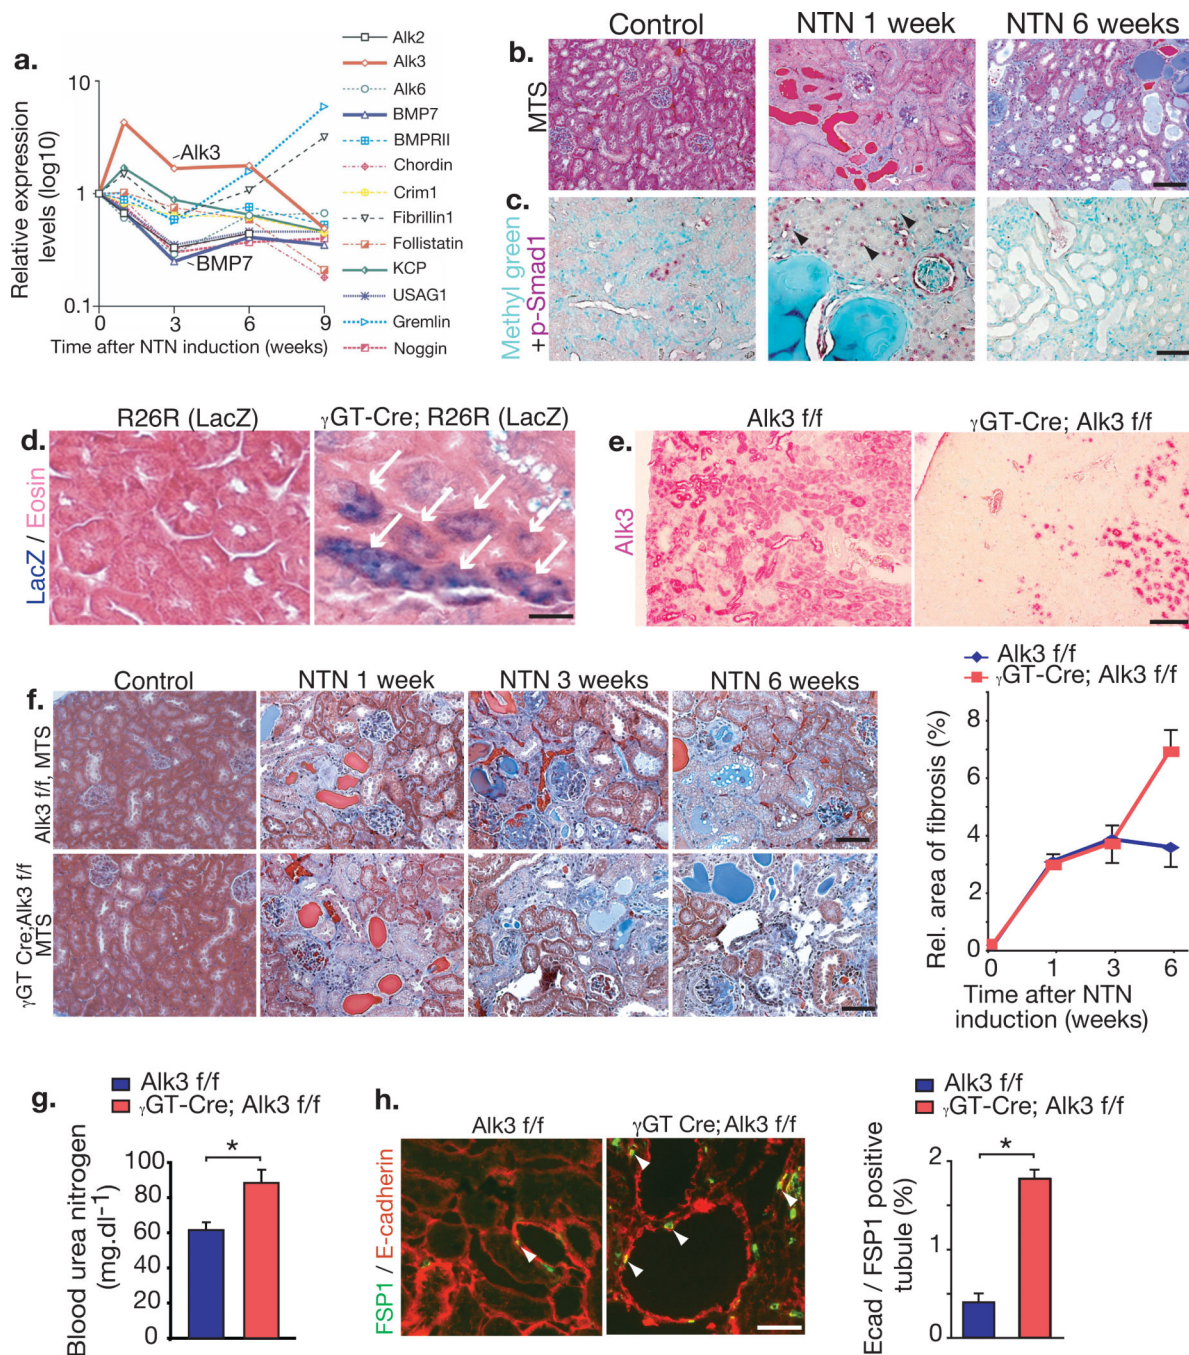 a.
Relative expression
levels (log10)
10
1
0.1
0 3 6 9
Time after NTN induction (weeks)
Alk3
BMP7
Alk2
Alk3
Alk6
BMP7
BMPRII
Chordin
Crim1
Fibrillin1
Follistatin
KCP
USAG1
Gremlin
Noggin
Control NTN 1 week NTN 6 weeks
b.
MTS
c.
Methyl green
+ p-Smad1
R26R (LacZ) γGT-Cre; R26R (LacZ)
d.
LacZ / Eosin
Alk3 f/f γGT-Cre; Alk3 f/f
e.
Alk3
f.
Control NTN 1 week NTN 3 weeks NTN 6 weeks
Alk3 f/f, MTS
γGT Cre;Alk3 f/f
MTS
Alk3 f/f
γGT-Cre; Alk3 f/f
Rel. area of fibrosis (%)
8
6
4
2
0
0 1 3 6
Time after NTN
induction (weeks)
g.
Alk3 f/f
γGT-Cre; Alk3 f/f
Blood urea nitrogen
(mg.dl-1)
100
80
60
40
20
0
*
h.
Alk3 f/f γGT Cre; Alk3 f/f
FSP1 / E-cadherin
Alk3 f/f
γGT-Cre; Alk3 f/f
Ecad / FSP1 positive
tubule (%)
2
1
0
*